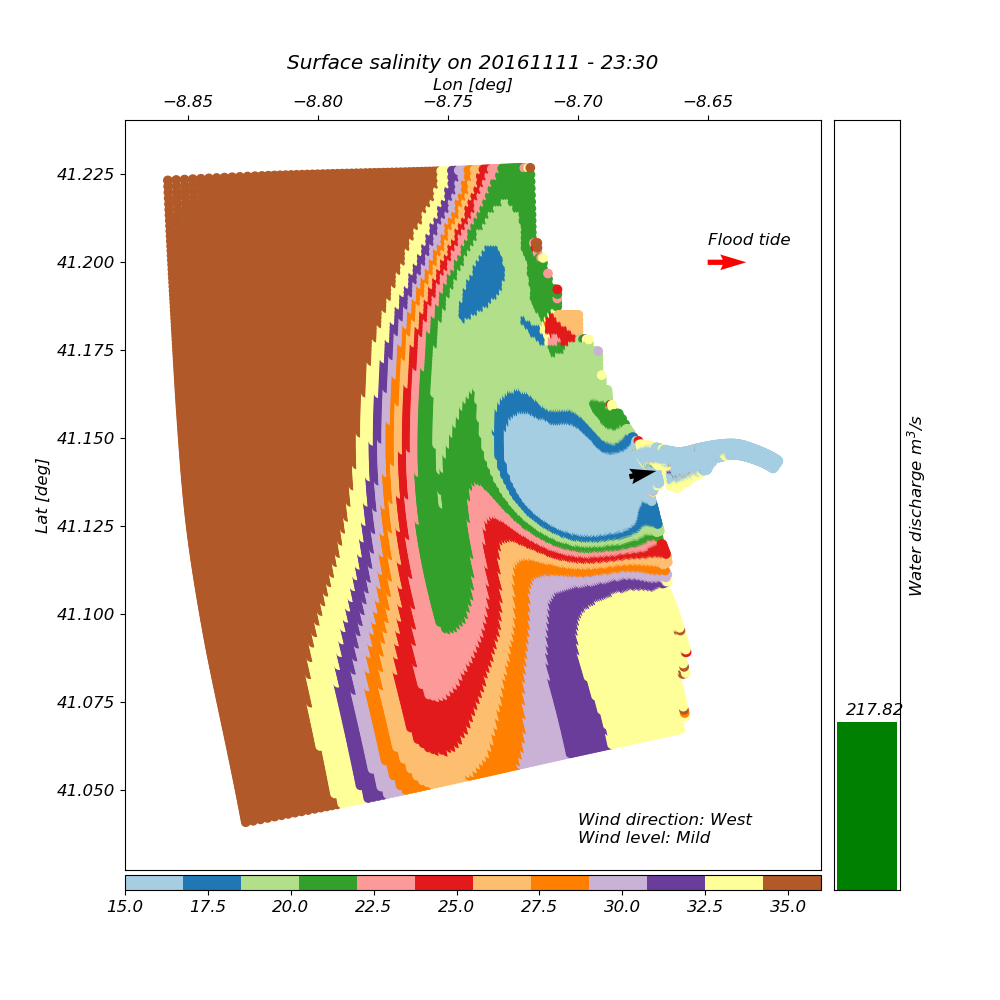 Surface salinity on 20161111 - 23:30
Lon [deg]
−8.85 −8.80 −8.75 −8.70 −8.65
41.225
41.200
41.175
41.150
41.125
41.100
41.075
41.050
Lat [deg]
Flood tide
Wind direction: West
Wind level: Mild
217.82
Water discharge m³/s
15.0 17.5 20.0 22.5 25.0 27.5 30.0 32.5 35.0